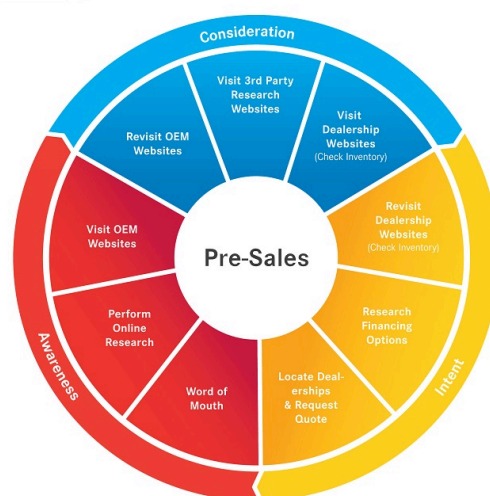 Consideration
Visit 3rd Party
Research
Websites
Revisit OEM
Websites
Visit
Dealership
Websites
(Check Inventory)
Visit OEM
Websites
Pre-Sales
Revisit
Dealership
Websites
(Check Inventory)
Perform
Online
Research
Research
Financing
Options
Word of
Mouth
Locate Deal-
erships
& Request
Quote
Awareness
Intent